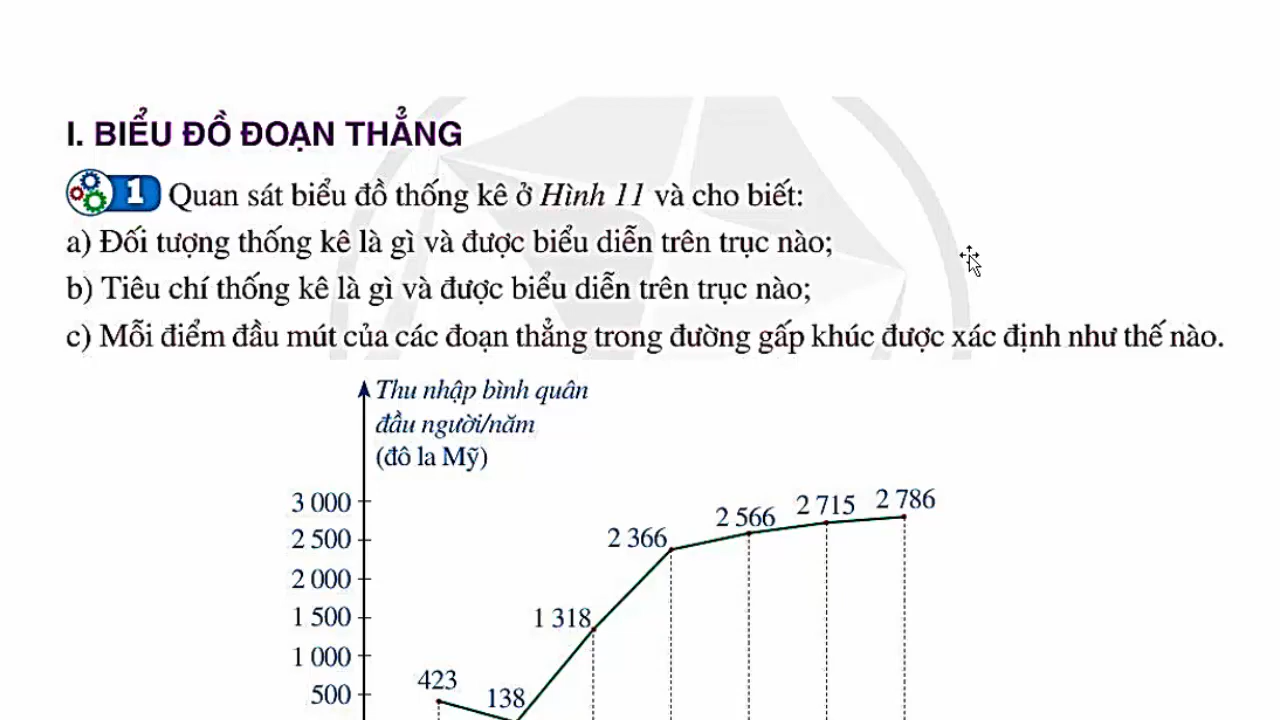 I. BIỂU ĐỒ ĐOẠN THẲNG
1 Quan sát biểu đồ thống kê ở Hình 11 và cho biết:
a) Đối tượng thống kê là gì và được biểu diễn trên trục nào;
b) Tiêu chí thống kê là gì và được biểu diễn trên trục nào;
c) Mỗi điểm đầu mút của các đoạn thẳng trong đường gấp khúc được xác định như thế nào.
Thu nhập bình quân
đầu người/năm
(đô la Mỹ)
3 000
2 500
2 000
1 500
1 000
500
423
138
1 318
2 366
2 566
2 715
2 786